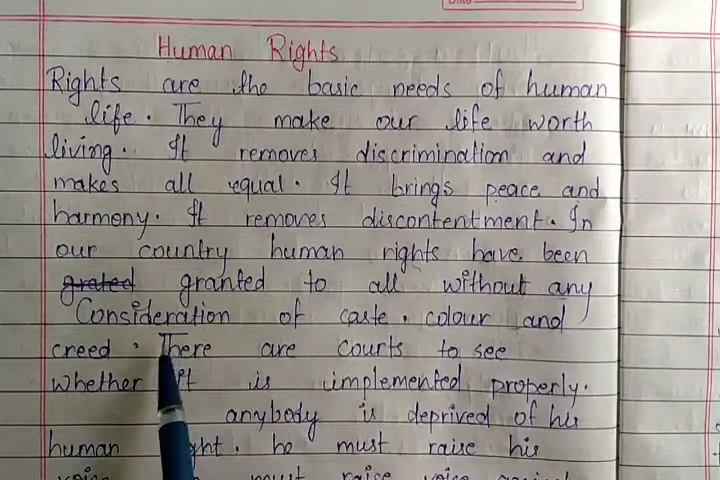 Date
Human Rights
Rights are the basic needs of human
life. They make our life worth
living. It removes discrimination and
makes all equal. It brings peace and
harmony. It removes discontentment. In
our country human rights have been
grated granted to all without any
Consideration of caste, colour and
creed. There are courts to see
whether it is implemented properly.
anybody is deprived of his
human ght. he must raise his
must raise voice against